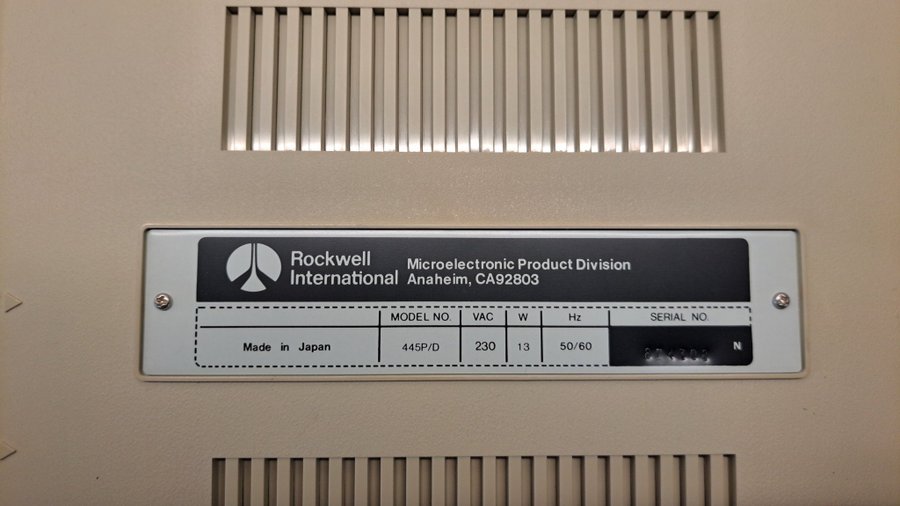 Rockwell
International
Microelectronic Product Division
Anaheim, CA92803
MODEL NO. VAC W Hz SERIAL NO.
Made in Japan 445P/D 230 13 50/60 N